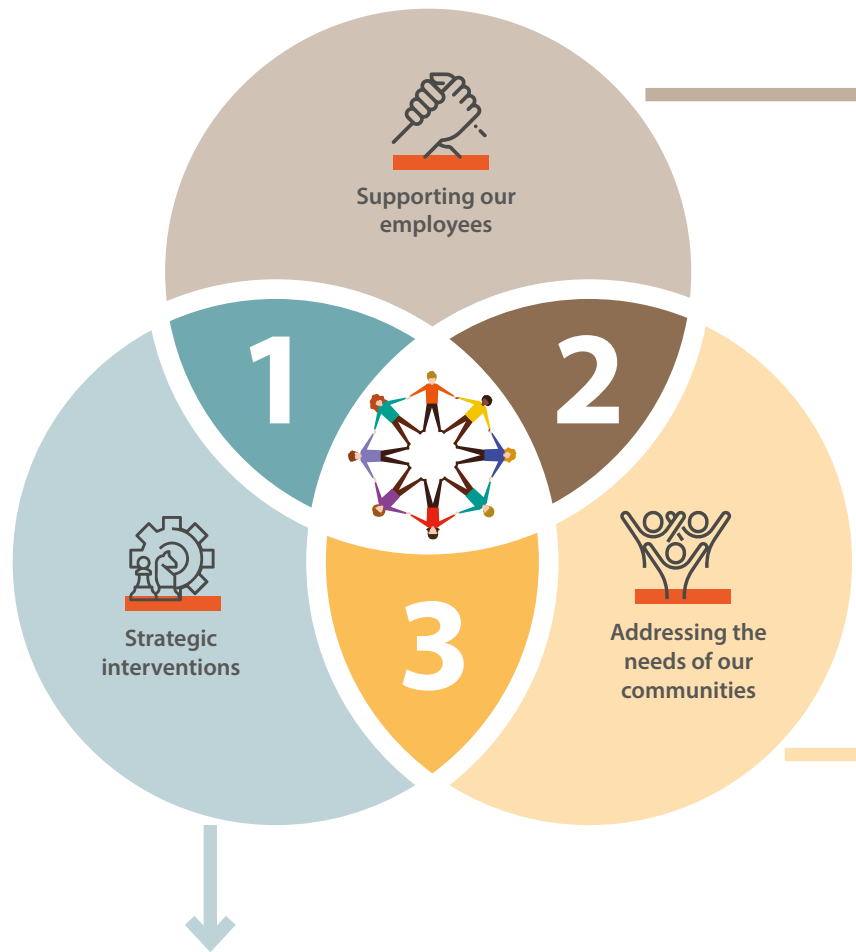 Supporting our
employees
1
2
3
Strategic
interventions
Addressing the
needs of our
communities